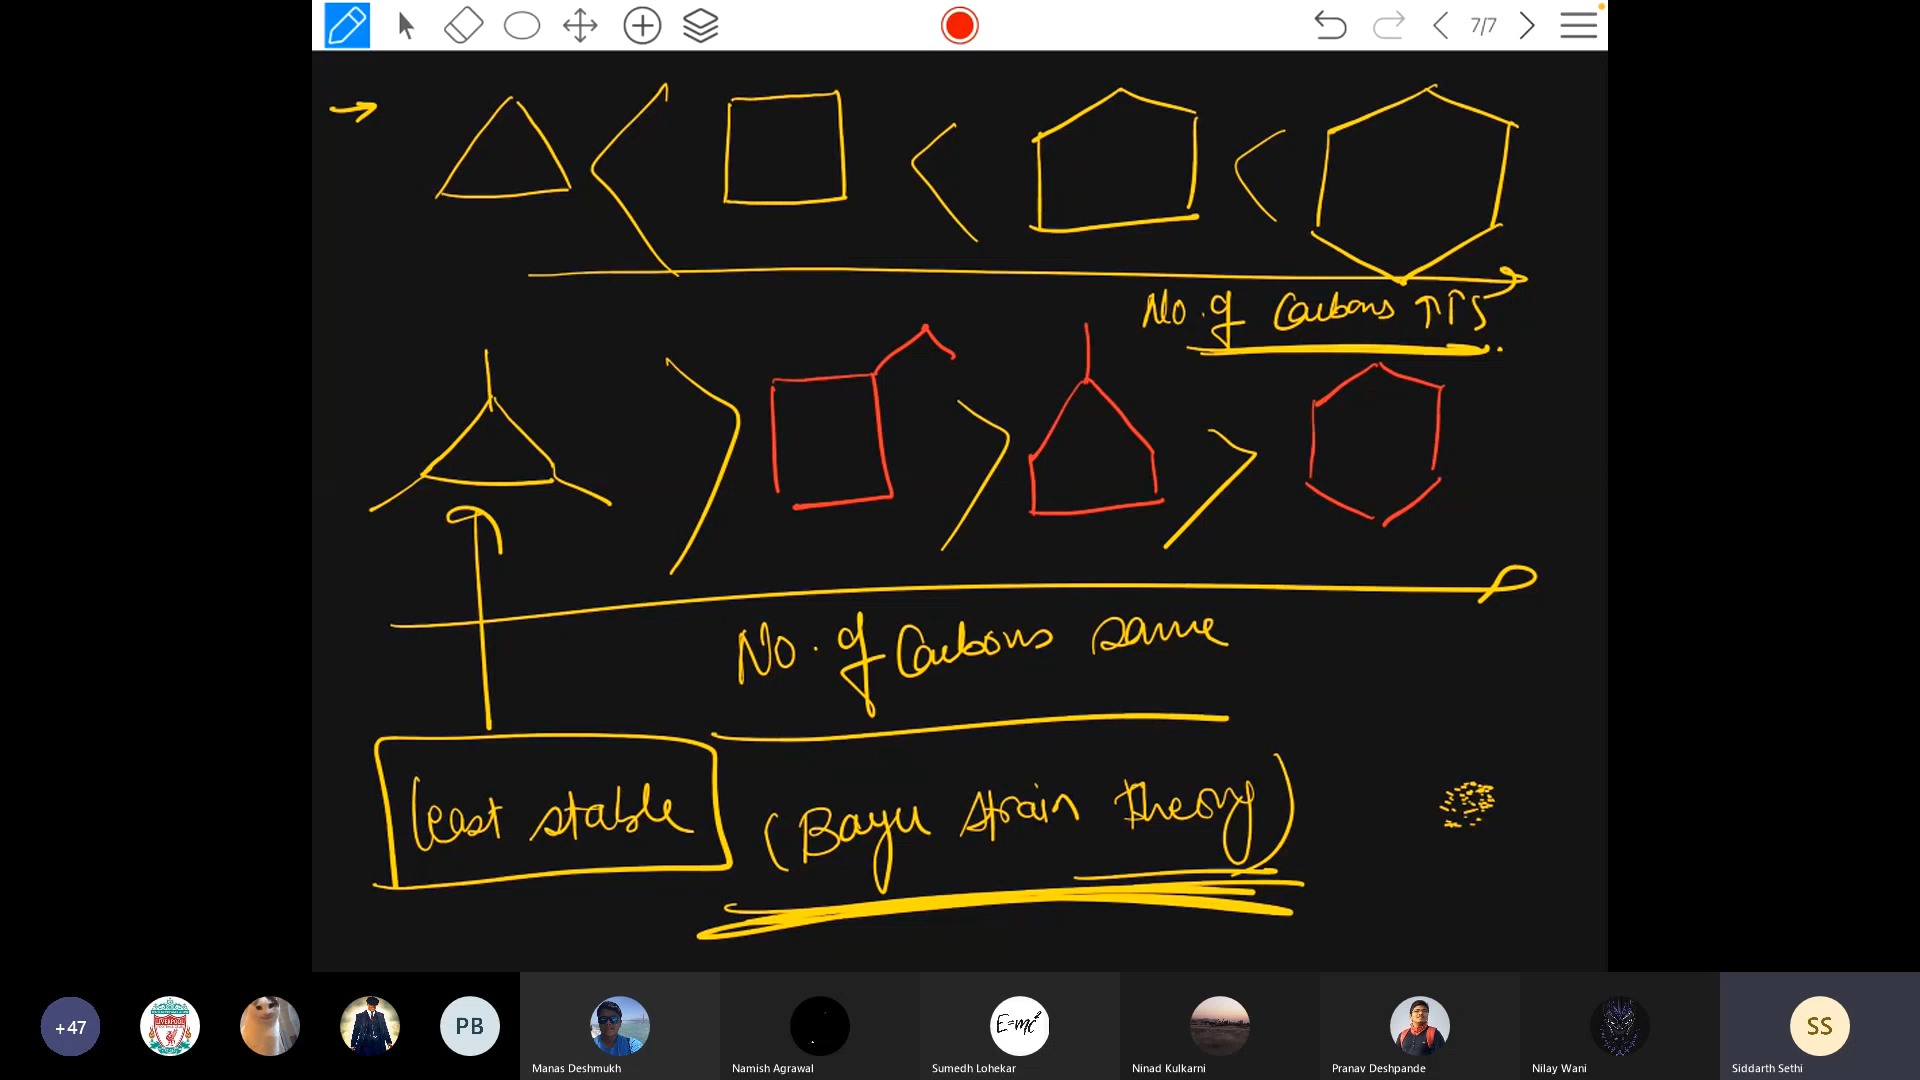 7/7
No. of Carbons ↑↑s
No. of Carbons same
least stable
(Bayer strain theory)
+47
PB
E=mc²
SS
Manas Deshmukh
Namish Agrawal
Sumedh Lohekar
Ninad Kulkarni
Pranav Deshpande
Nilay Wani
Siddarth Sethi